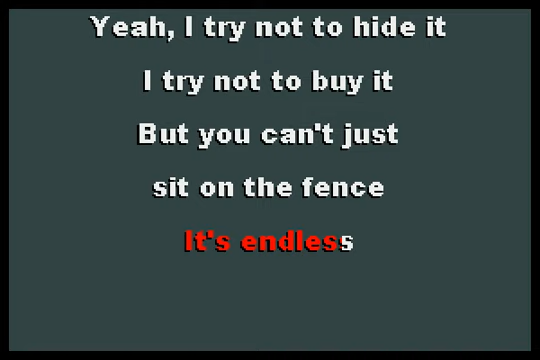 Yeah, I try not to hide it
I try not to buy it
But you can't just
sit on the fence
It's endless